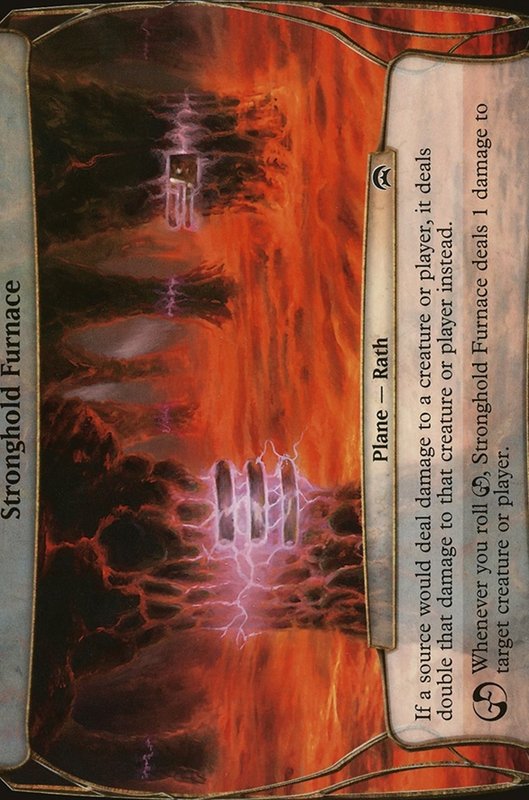 Stronghold Furnace
Plane — Rath
If a source would deal damage to a creature or player, it deals
double that damage to that creature or player instead.
Whenever you roll , Stronghold Furnace deals 1 damage to
target creature or player.